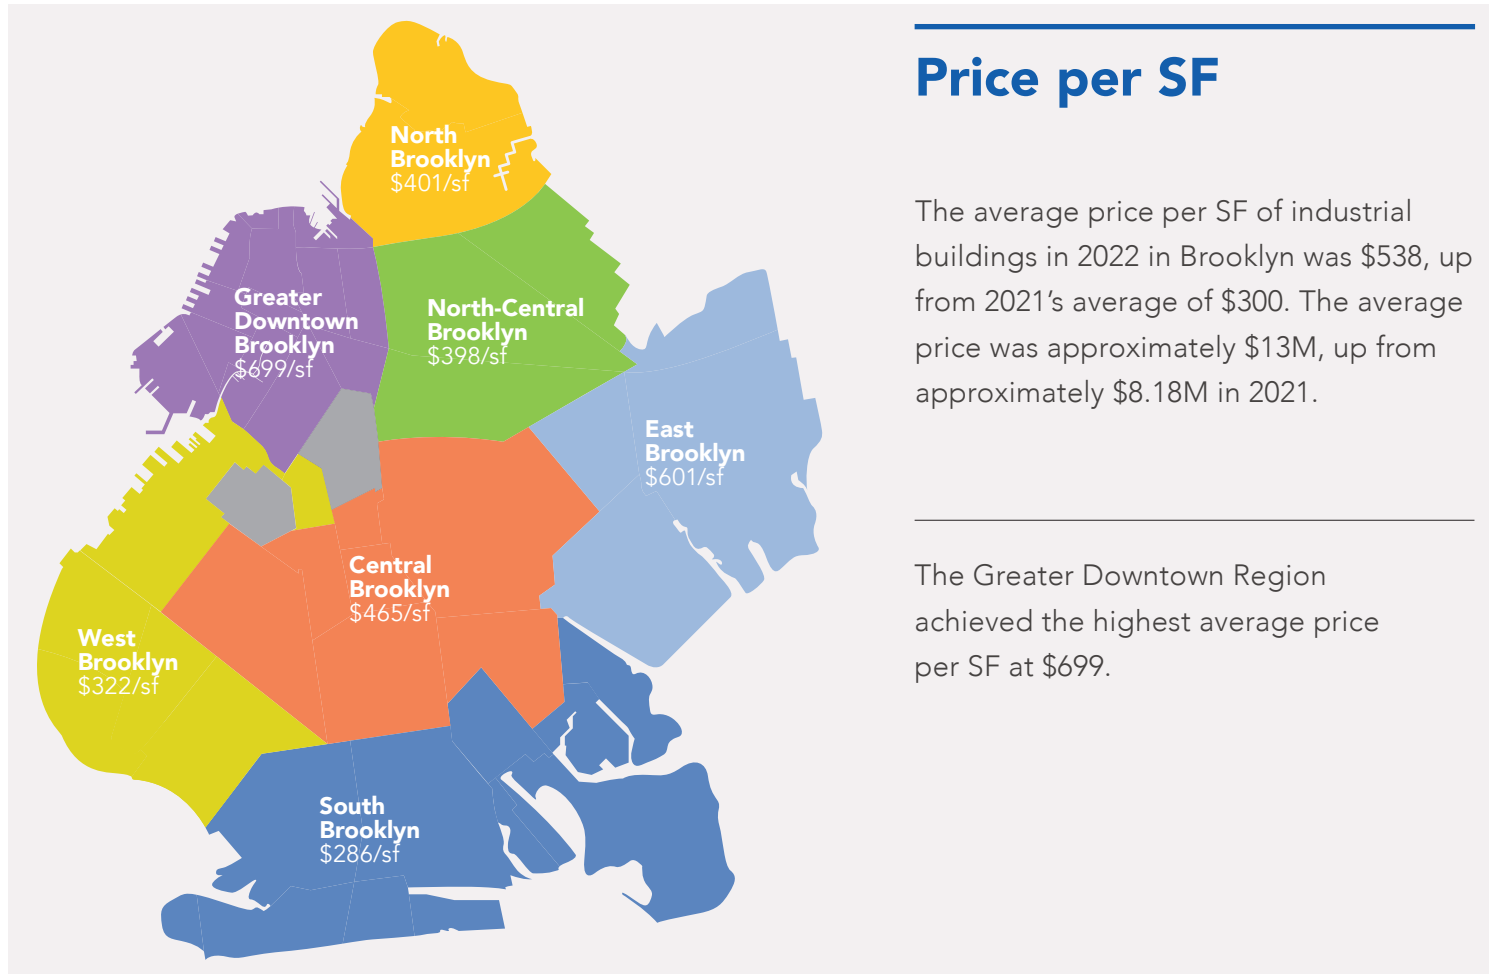 North
Brooklyn
$401/sf
Greater
Downtown
Brooklyn
$699/sf
North-Central
Brooklyn
$398/sf
East
Brooklyn
$601/sf
Central
Brooklyn
$465/sf
West
Brooklyn
$322/sf
South
Brooklyn
$286/sf
Price per SF
The average price per SF of industrial
buildings in 2022 in Brooklyn was $538, up
from 2021’s average of $300. The average
price was approximately $13M, up from
approximately $8.18M in 2021.
The Greater Downtown Region
achieved the highest average price
per SF at $699.